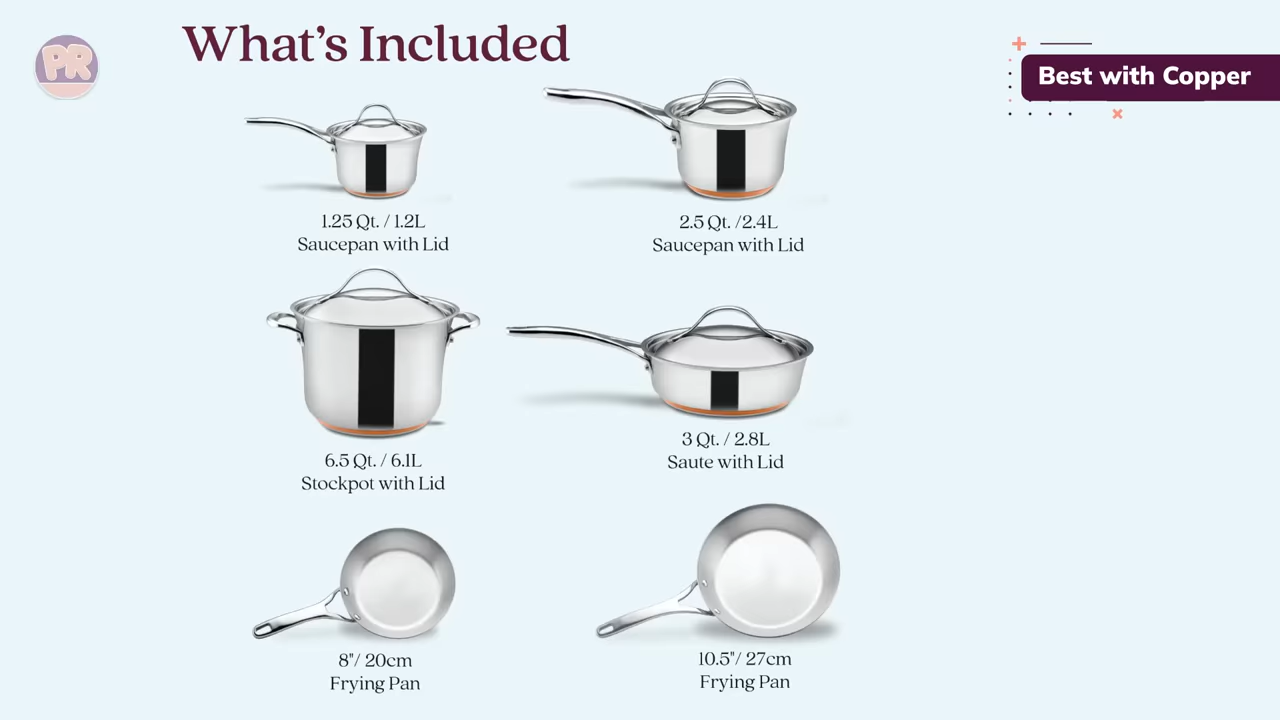 PR
What's Included
Best with Copper
1.25 Qt. / 1.2L
Saucepan with Lid
2.5 Qt. /2.4L
Saucepan with Lid
6.5 Qt. / 6.1L
Stockpot with Lid
3 Qt. / 2.8L
Saute with Lid
8"/ 20cm
Frying Pan
10.5"/ 27cm
Frying Pan